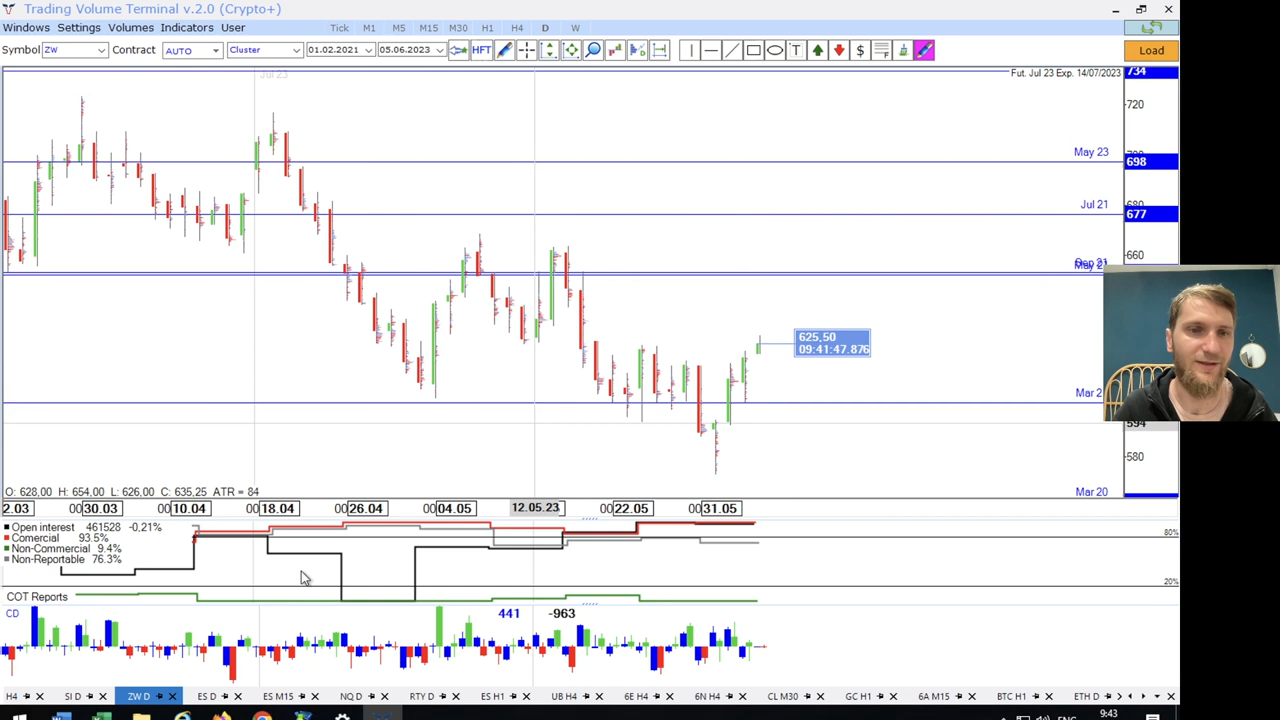 Trading Volume Terminal v.2.0 (Crypto+)
Windows Settings Volumes Indicators User Tick M1 M5 M15 M30 H1 H4 D W
Symbol ZW Contract AUTO Cluster 01.02.2021 05.06.2023 HFT T $ F Load
Jul 23 Fut. Jul 23 Exp. 14/07/2023 734
720
May 23
698
Jul 21
680
677
660
625,50
09:41:47.876
Mar 2
594
580
O: 628,00 H: 654,00 L: 626,00 C: 635,25 ATR = 84 Mar 20
2.03 00 30.03 00 10.04 00 18.04 00 26.04 00 04.05 12.05.23 00 22.05 00 31.05
Open interest 461528 -0,21%
Comercial 93.5% 80%
Non-Commercial 9.4%
Non-Reportable 76.3%
20%
COT Reports
CD 441 -963
H4 SI D ZW D ES D ES M15 NQ D RTY D ES H1 UB H4 6E H4 6N H4 CL M30 GC H1 6A M15 BTC H1 ETH D
ENG 9:43